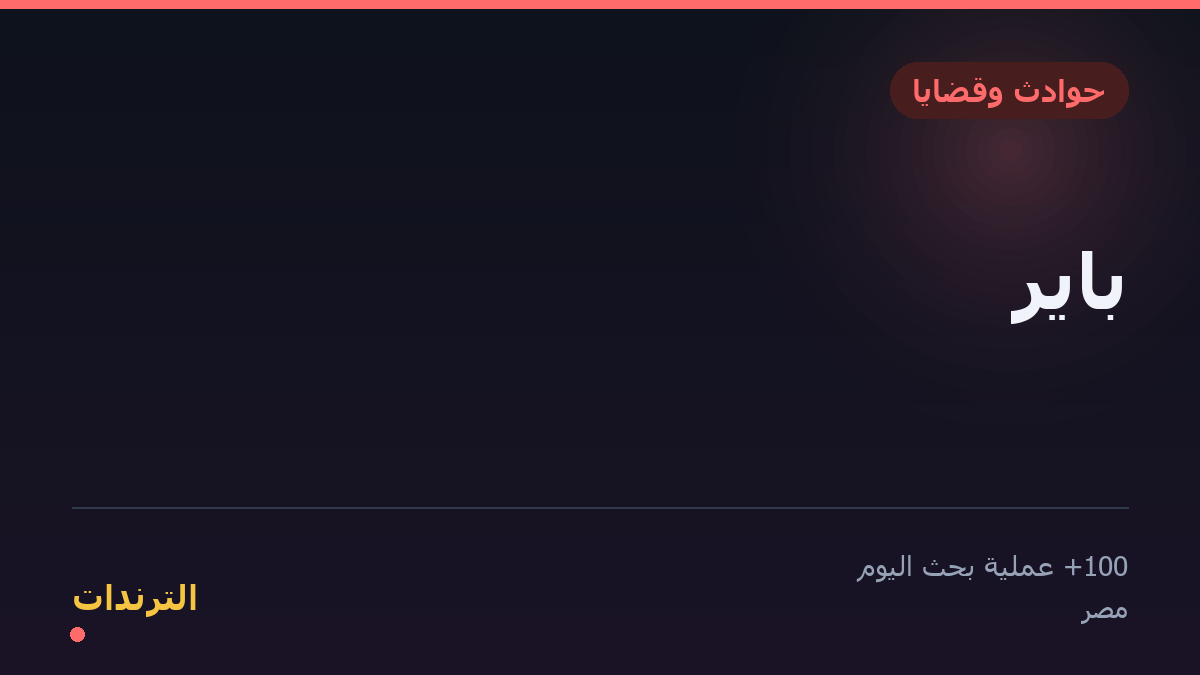 حوادث وقضايا
باير
100+ عملية بحث اليوم
مصر
الترندات